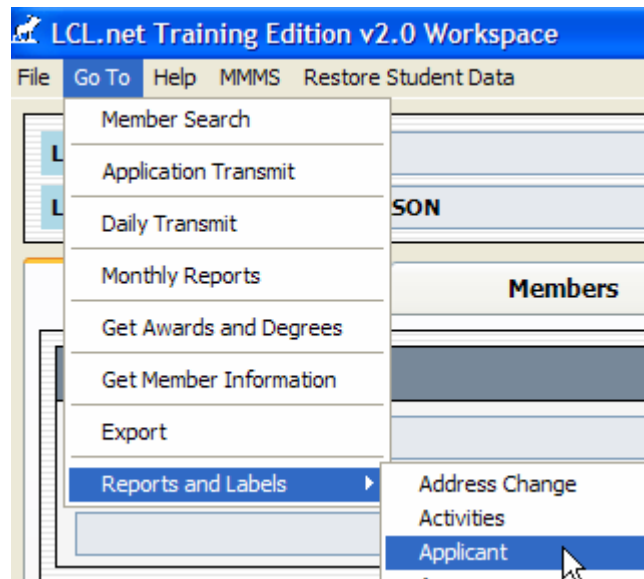 LCL.net Training Edition v2.0 Workspace
File Go To Help MMMS Restore Student Data
Member Search
L
Application Transmit
L
SON
Daily Transmit
Monthly Reports
Members
Get Awards and Degrees
Get Member Information
Export
Reports and Labels
Address Change
Activities
Applicant